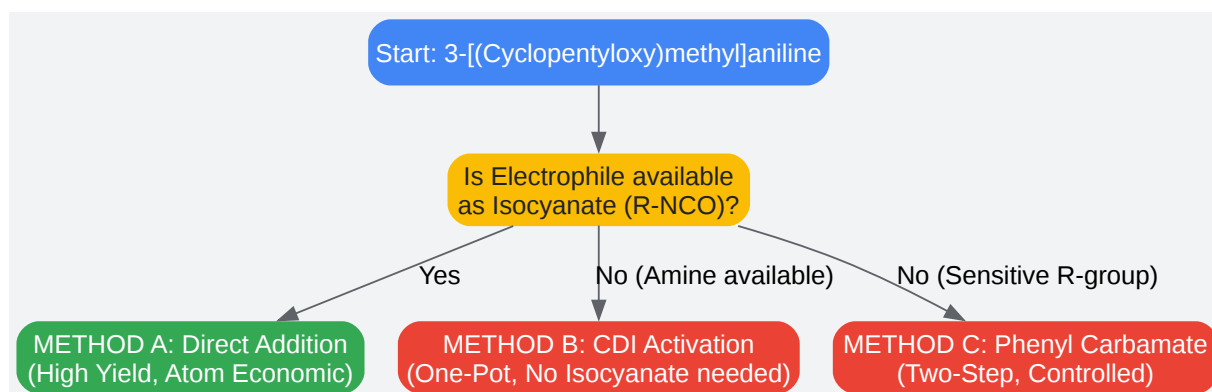 Start: 3-[(Cyclopentyloxy)methyl]aniline
Is Electrophile available
as Isocyanate (R-NCO)?
Yes
No (Amine available)
No (Sensitive R-group)
METHOD A: Direct Addition
(High Yield, Atom Economic)
METHOD B: CDI Activation
(One-Pot, No Isocyanate needed)
METHOD C: Phenyl Carbamate
(Two-Step, Controlled)